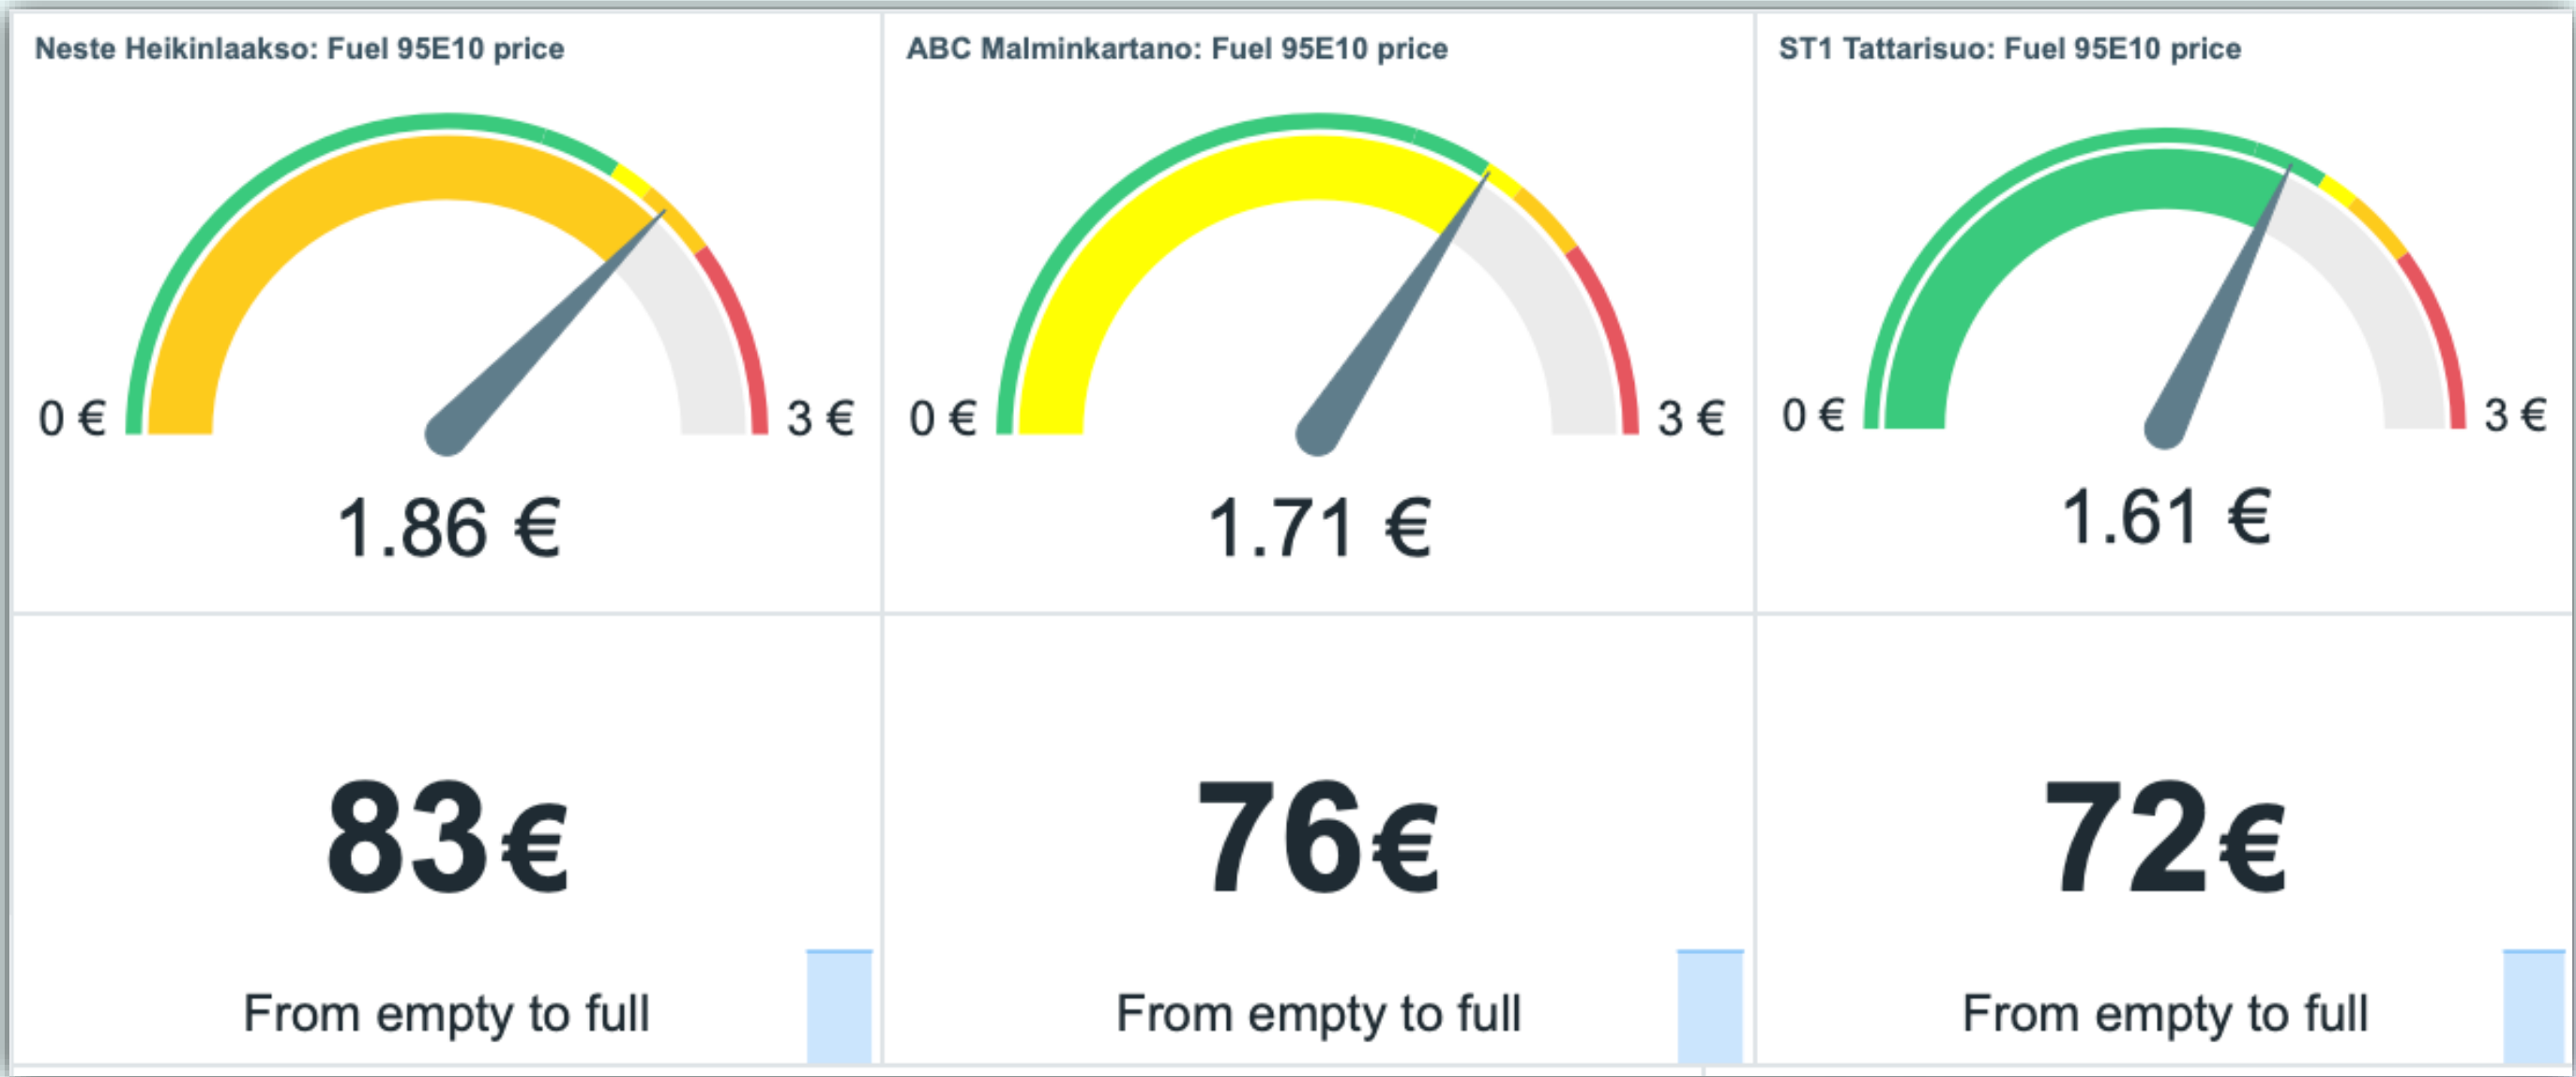 Neste Heikinlaakso: Fuel 95E10 price
0 €
3 €
1.86 €
ABC Malminkartano: Fuel 95E10 price
0 €
3 €
1.71 €
ST1 Tattarisuo: Fuel 95E10 price
0 €
3 €
1.61 €
83€
From empty to full
76€
From empty to full
72€
From empty to full